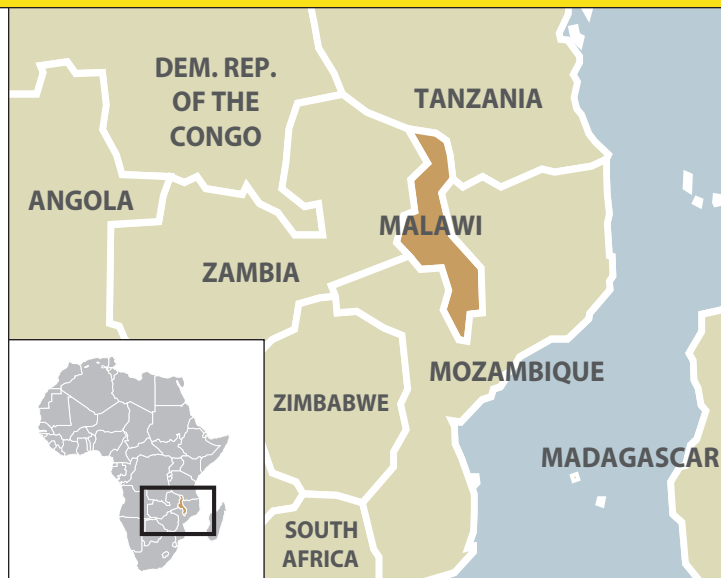 DEM. REP.
OF THE
CONGO
TANZANIA
ANGOLA
MALAWI
ZAMBIA
MOZAMBIQUE
ZIMBABWE
MADAGASCAR
SOUTH
AFRICA